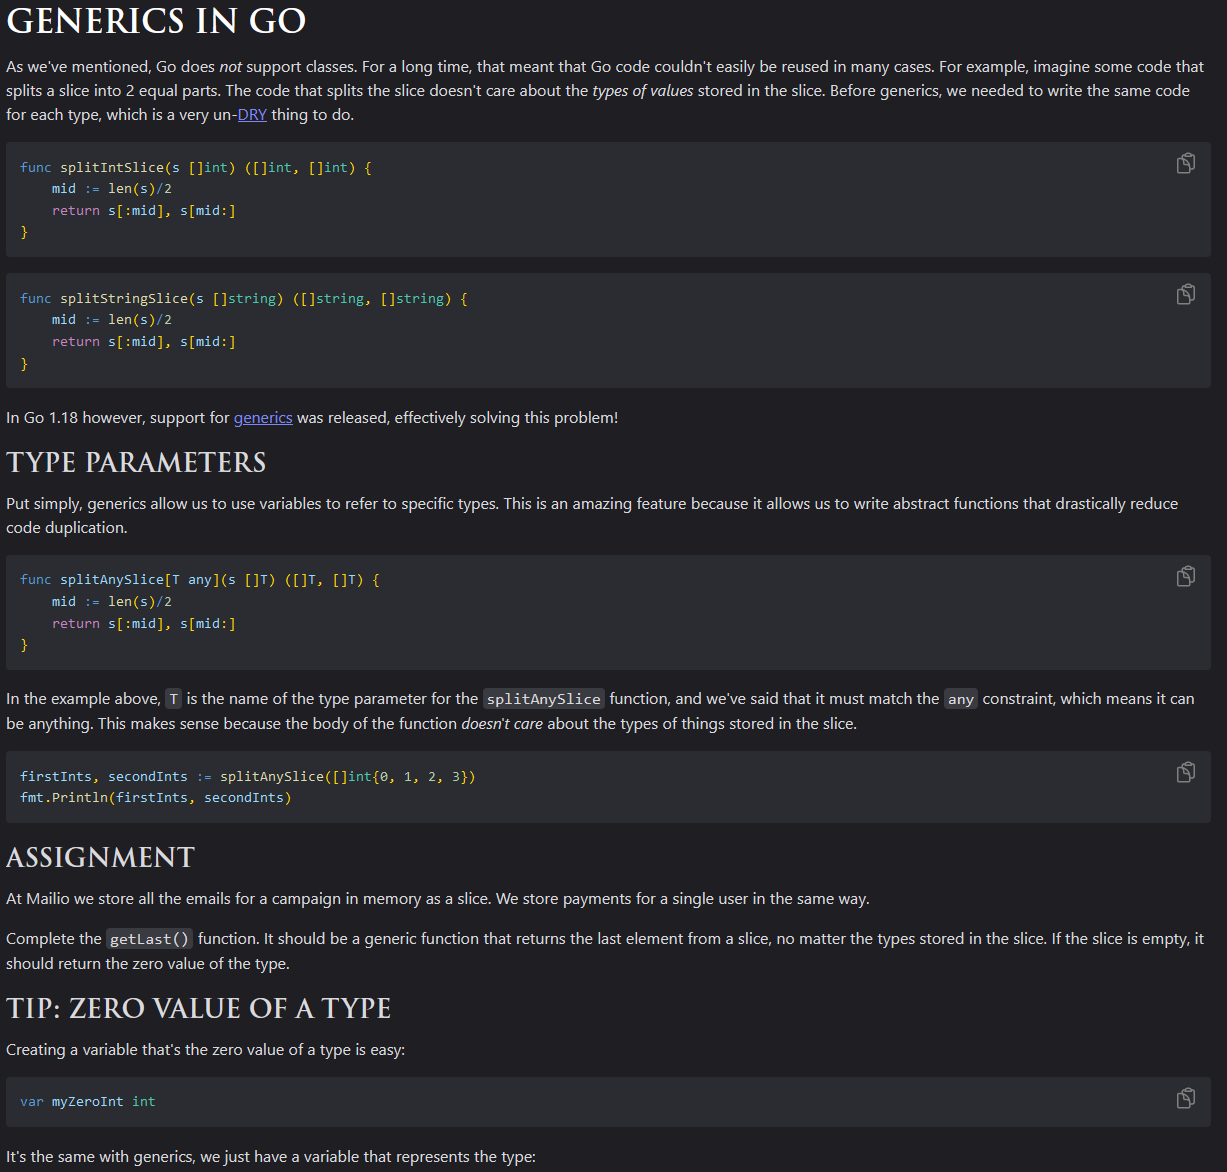 GENERICS IN GO
As we've mentioned, Go does not support classes. For a long time, that meant that Go code couldn't easily be reused in many cases. For example, imagine some code that
splits a slice into 2 equal parts. The code that splits the slice doesn't care about the types of values stored in the slice. Before generics, we needed to write the same code
for each type, which is a very un-DRY thing to do.
func splitIntSlice(s []int) ([]int, []int) {
    mid := len(s)/2
    return s[:mid], s[mid:]
}
func splitStringSlice(s []string) ([]string, []string) {
    mid := len(s)/2
    return s[:mid], s[mid:]
}
In Go 1.18 however, support for generics was released, effectively solving this problem!
TYPE PARAMETERS
Put simply, generics allow us to use variables to refer to specific types. This is an amazing feature because it allows us to write abstract functions that drastically reduce
code duplication.
func splitAnySlice[T any](s []T) ([]T, []T) {
    mid := len(s)/2
    return s[:mid], s[mid:]
}
In the example above, T is the name of the type parameter for the splitAnySlice function, and we've said that it must match the any constraint, which means it can
be anything. This makes sense because the body of the function doesn't care about the types of things stored in the slice.
firstInts, secondInts := splitAnySlice([]int{0, 1, 2, 3})
fmt.Println(firstInts, secondInts)
ASSIGNMENT
At Mailio we store all the emails for a campaign in memory as a slice. We store payments for a single user in the same way.
Complete the getLast() function. It should be a generic function that returns the last element from a slice, no matter the types stored in the slice. If the slice is empty, it
should return the zero value of the type.
TIP: ZERO VALUE OF A TYPE
Creating a variable that's the zero value of a type is easy:
var myZeroInt int
It's the same with generics, we just have a variable that represents the type: